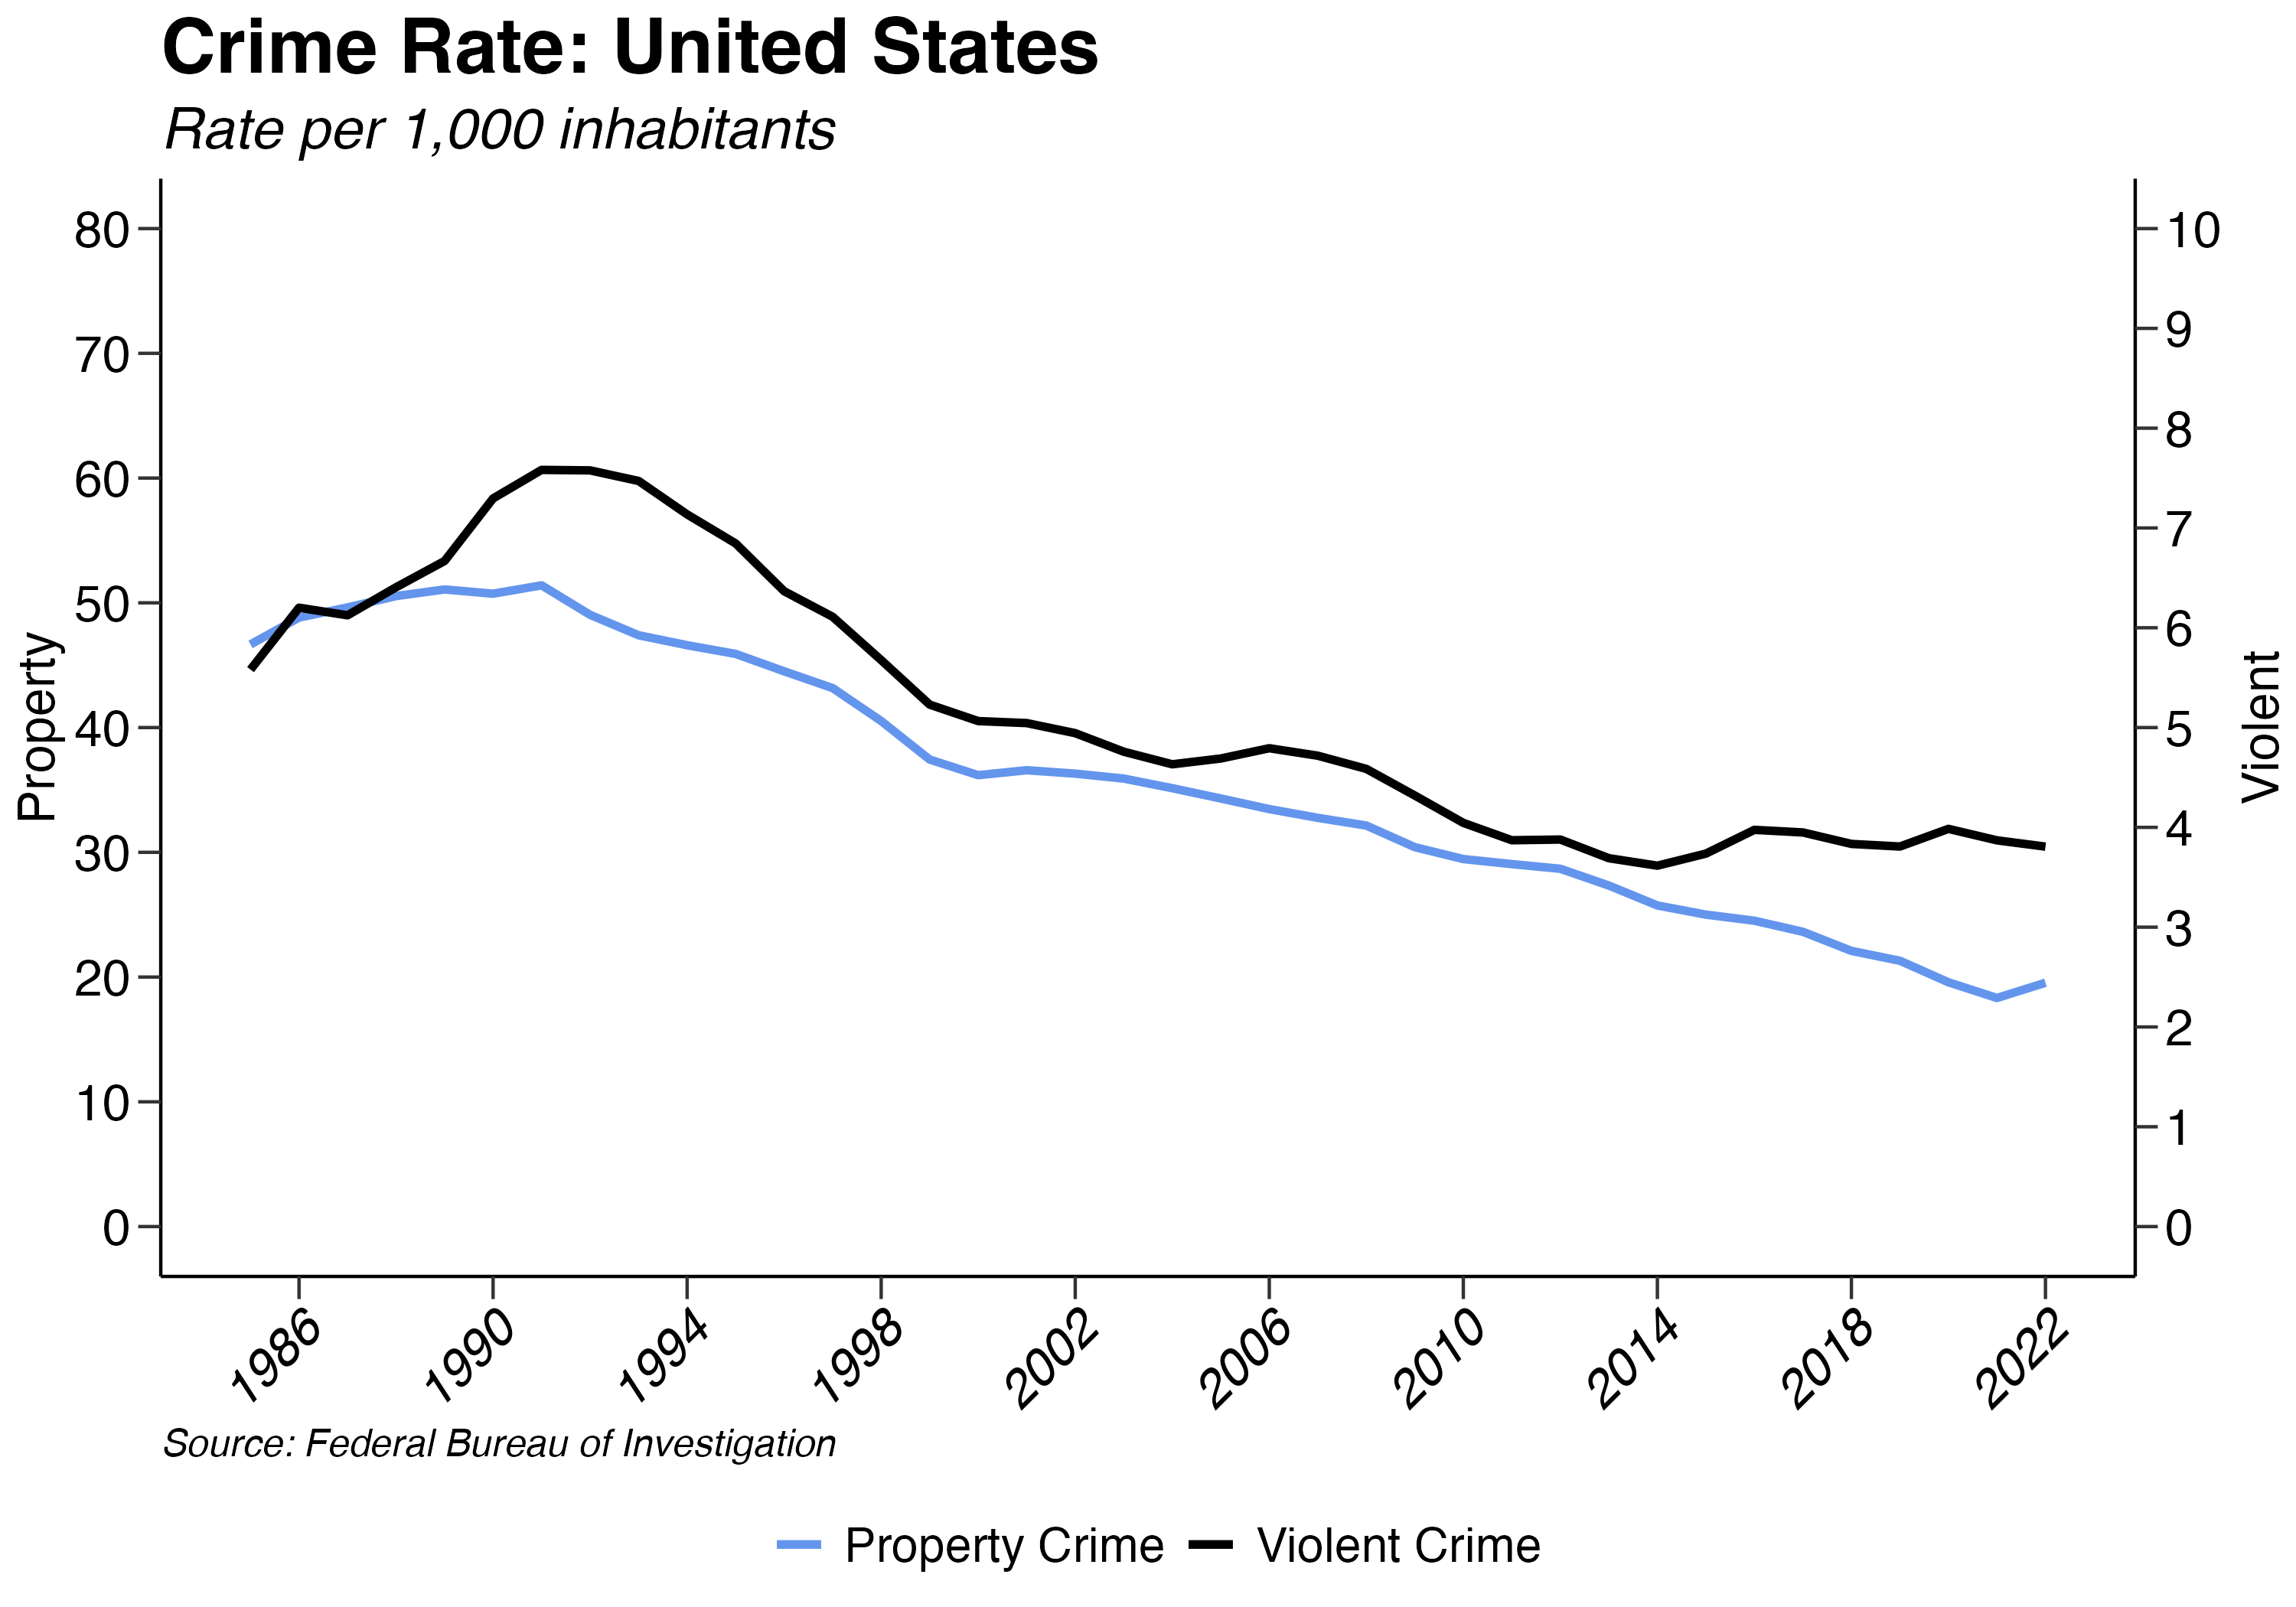 Crime Rate: United States
Rate per 1,000 inhabitants
80
70
60
50
40
30
20
10
0
Property
10
9
8
7
6
5
4
3
2
1
0
Violent
1986 1990 1994 1998 2002 2006 2010 2014 2018 2022
Source: Federal Bureau of Investigation
Property Crime Violent Crime